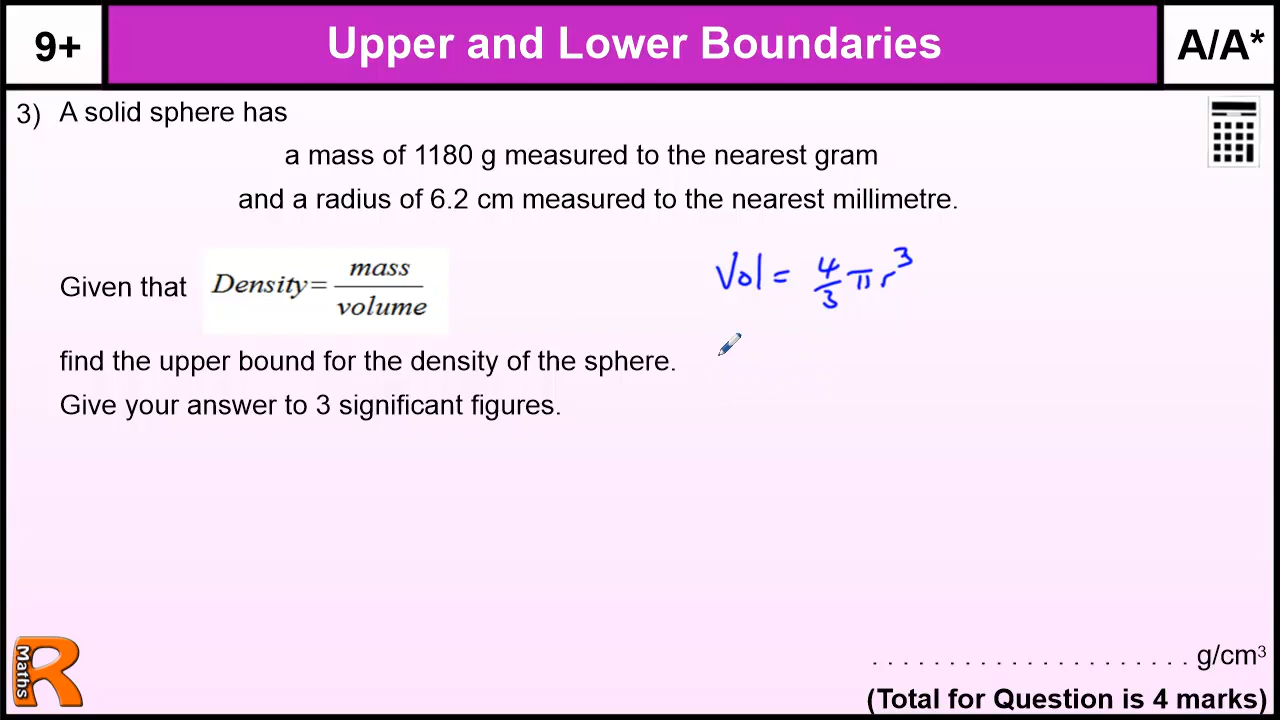 9+
Upper and Lower Boundaries
A/A*
3) A solid sphere has
a mass of 1180 g measured to the nearest gram
and a radius of 6.2 cm measured to the nearest millimetre.
Given that Density = mass / volume
Vol = 4/3 π r³
find the upper bound for the density of the sphere.
Give your answer to 3 significant figures.
. . . . . . . . . . . . . . . . . . . . . g/cm³
(Total for Question is 4 marks)
R Maths